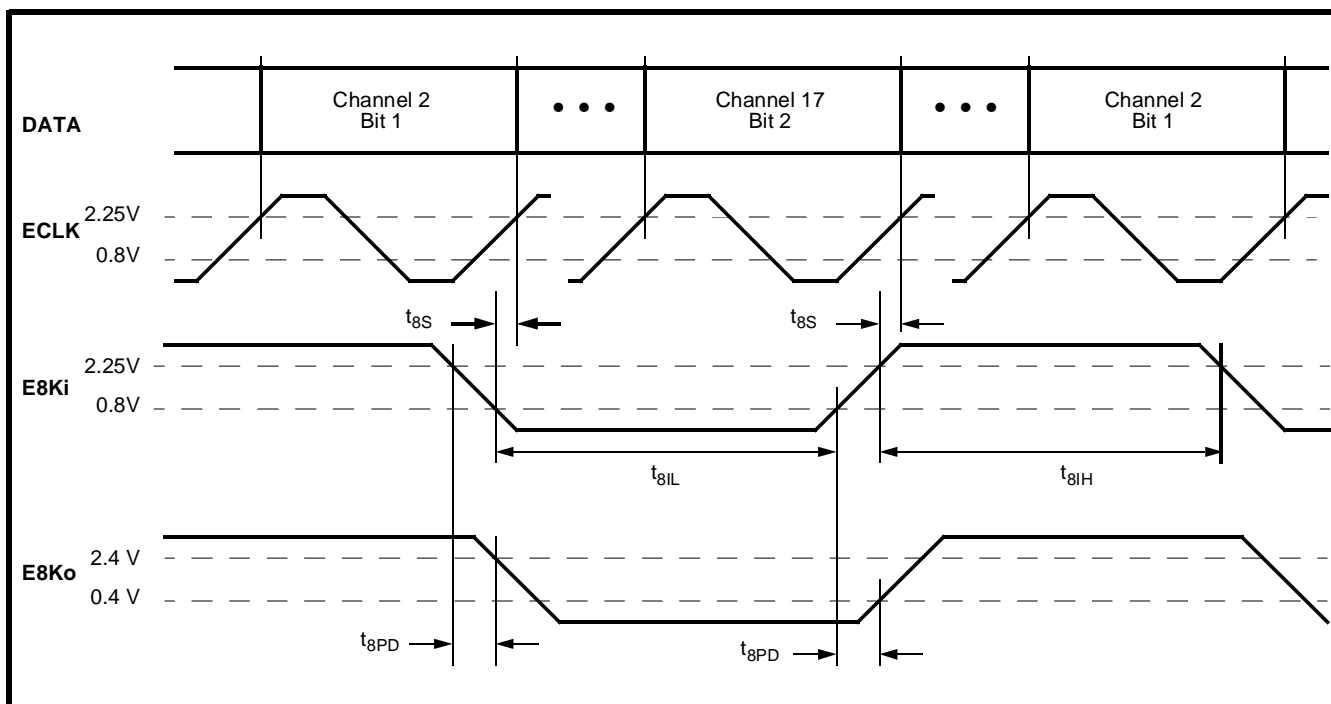 DATA
Channel 2
Bit 1
• • •
Channel 17
Bit 2
• • •
Channel 2
Bit 1
ECLK
2.25V
0.8V
t8S
t8S
E8Ki
2.25V
0.8V
t8IL
t8IH
E8Ko
2.4 V
0.4 V
t8PD
t8PD